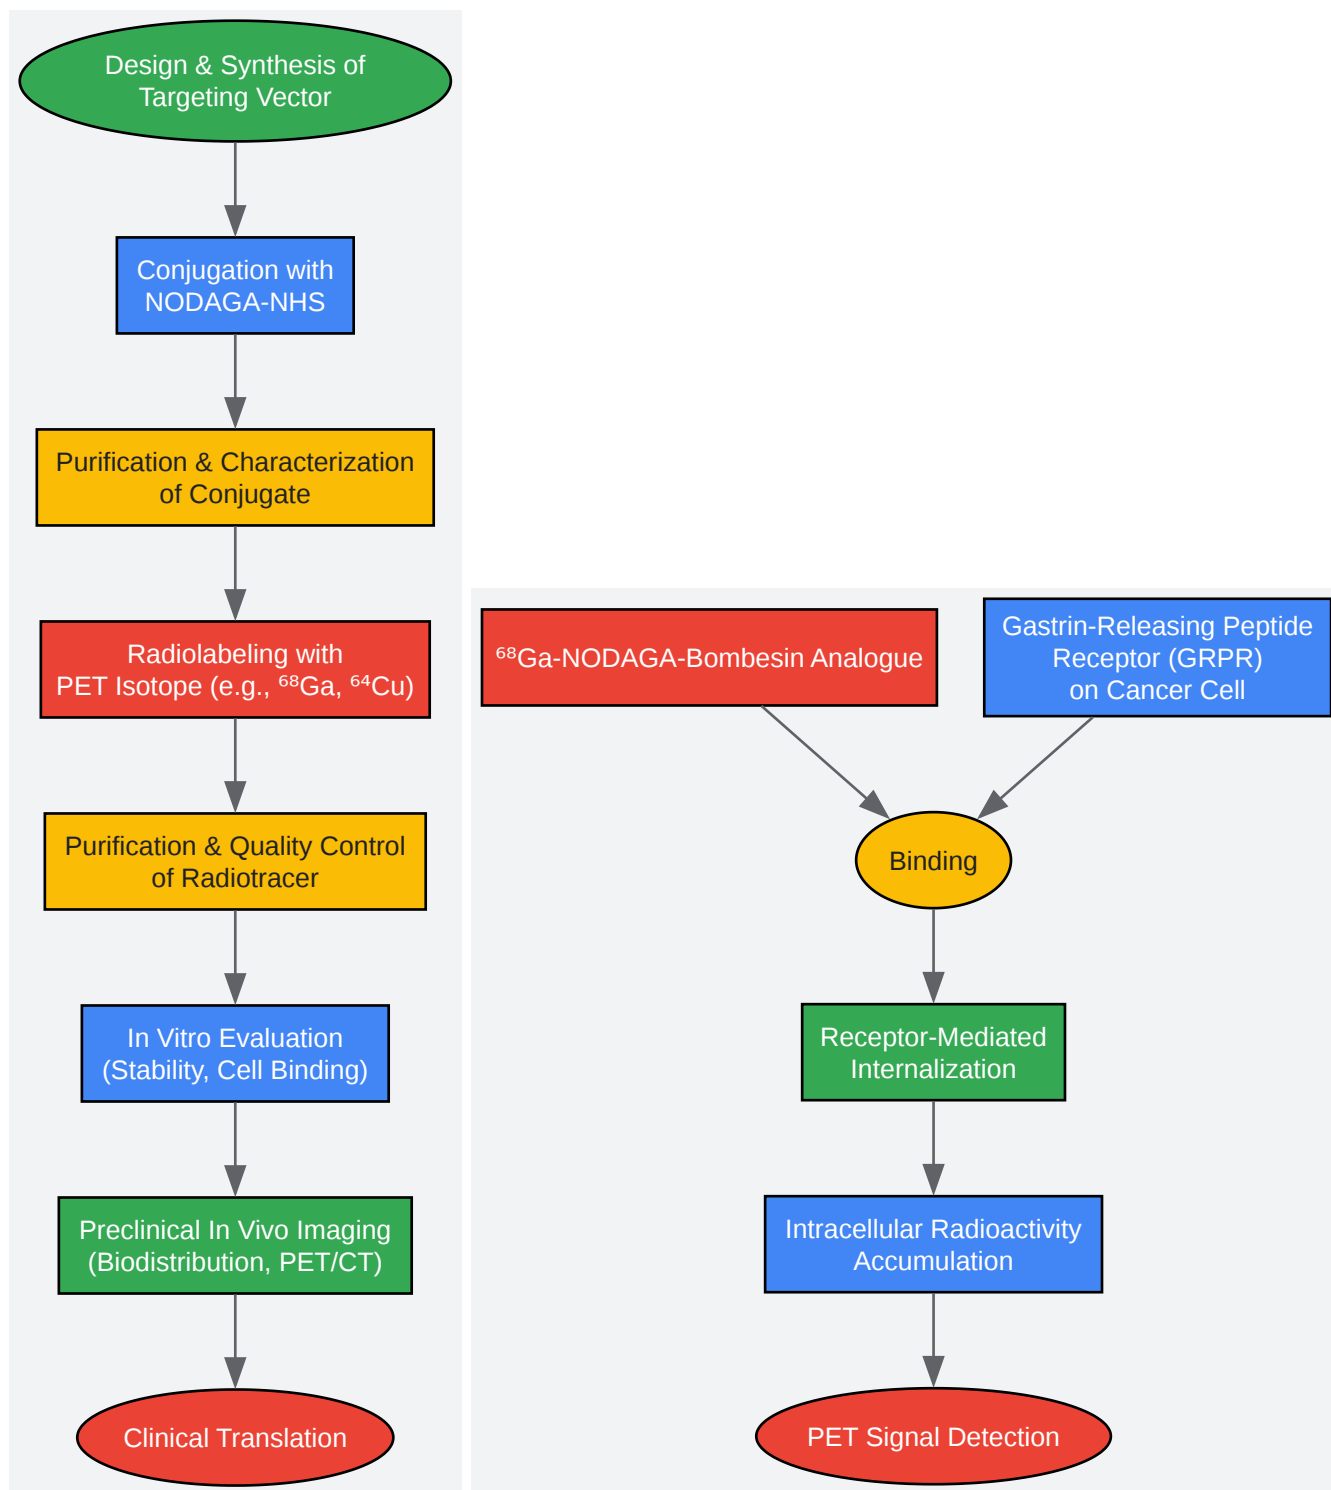 Design & Synthesis of
Targeting Vector
Conjugation with
NODAGA-NHS
Purification & Characterization
of Conjugate
Radiolabeling with
PET Isotope (e.g., ⁶⁸Ga, ⁶⁴Cu)
Purification & Quality Control
of Radiotracer
In Vitro Evaluation
(Stability, Cell Binding)
Preclinical In Vivo Imaging
(Biodistribution, PET/CT)
Clinical Translation
⁶⁸Ga-NODAGA-Bombesin Analogue
Gastrin-Releasing Peptide
Receptor (GRPR)
on Cancer Cell
Binding
Receptor-Mediated
Internalization
Intracellular Radioactivity
Accumulation
PET Signal Detection